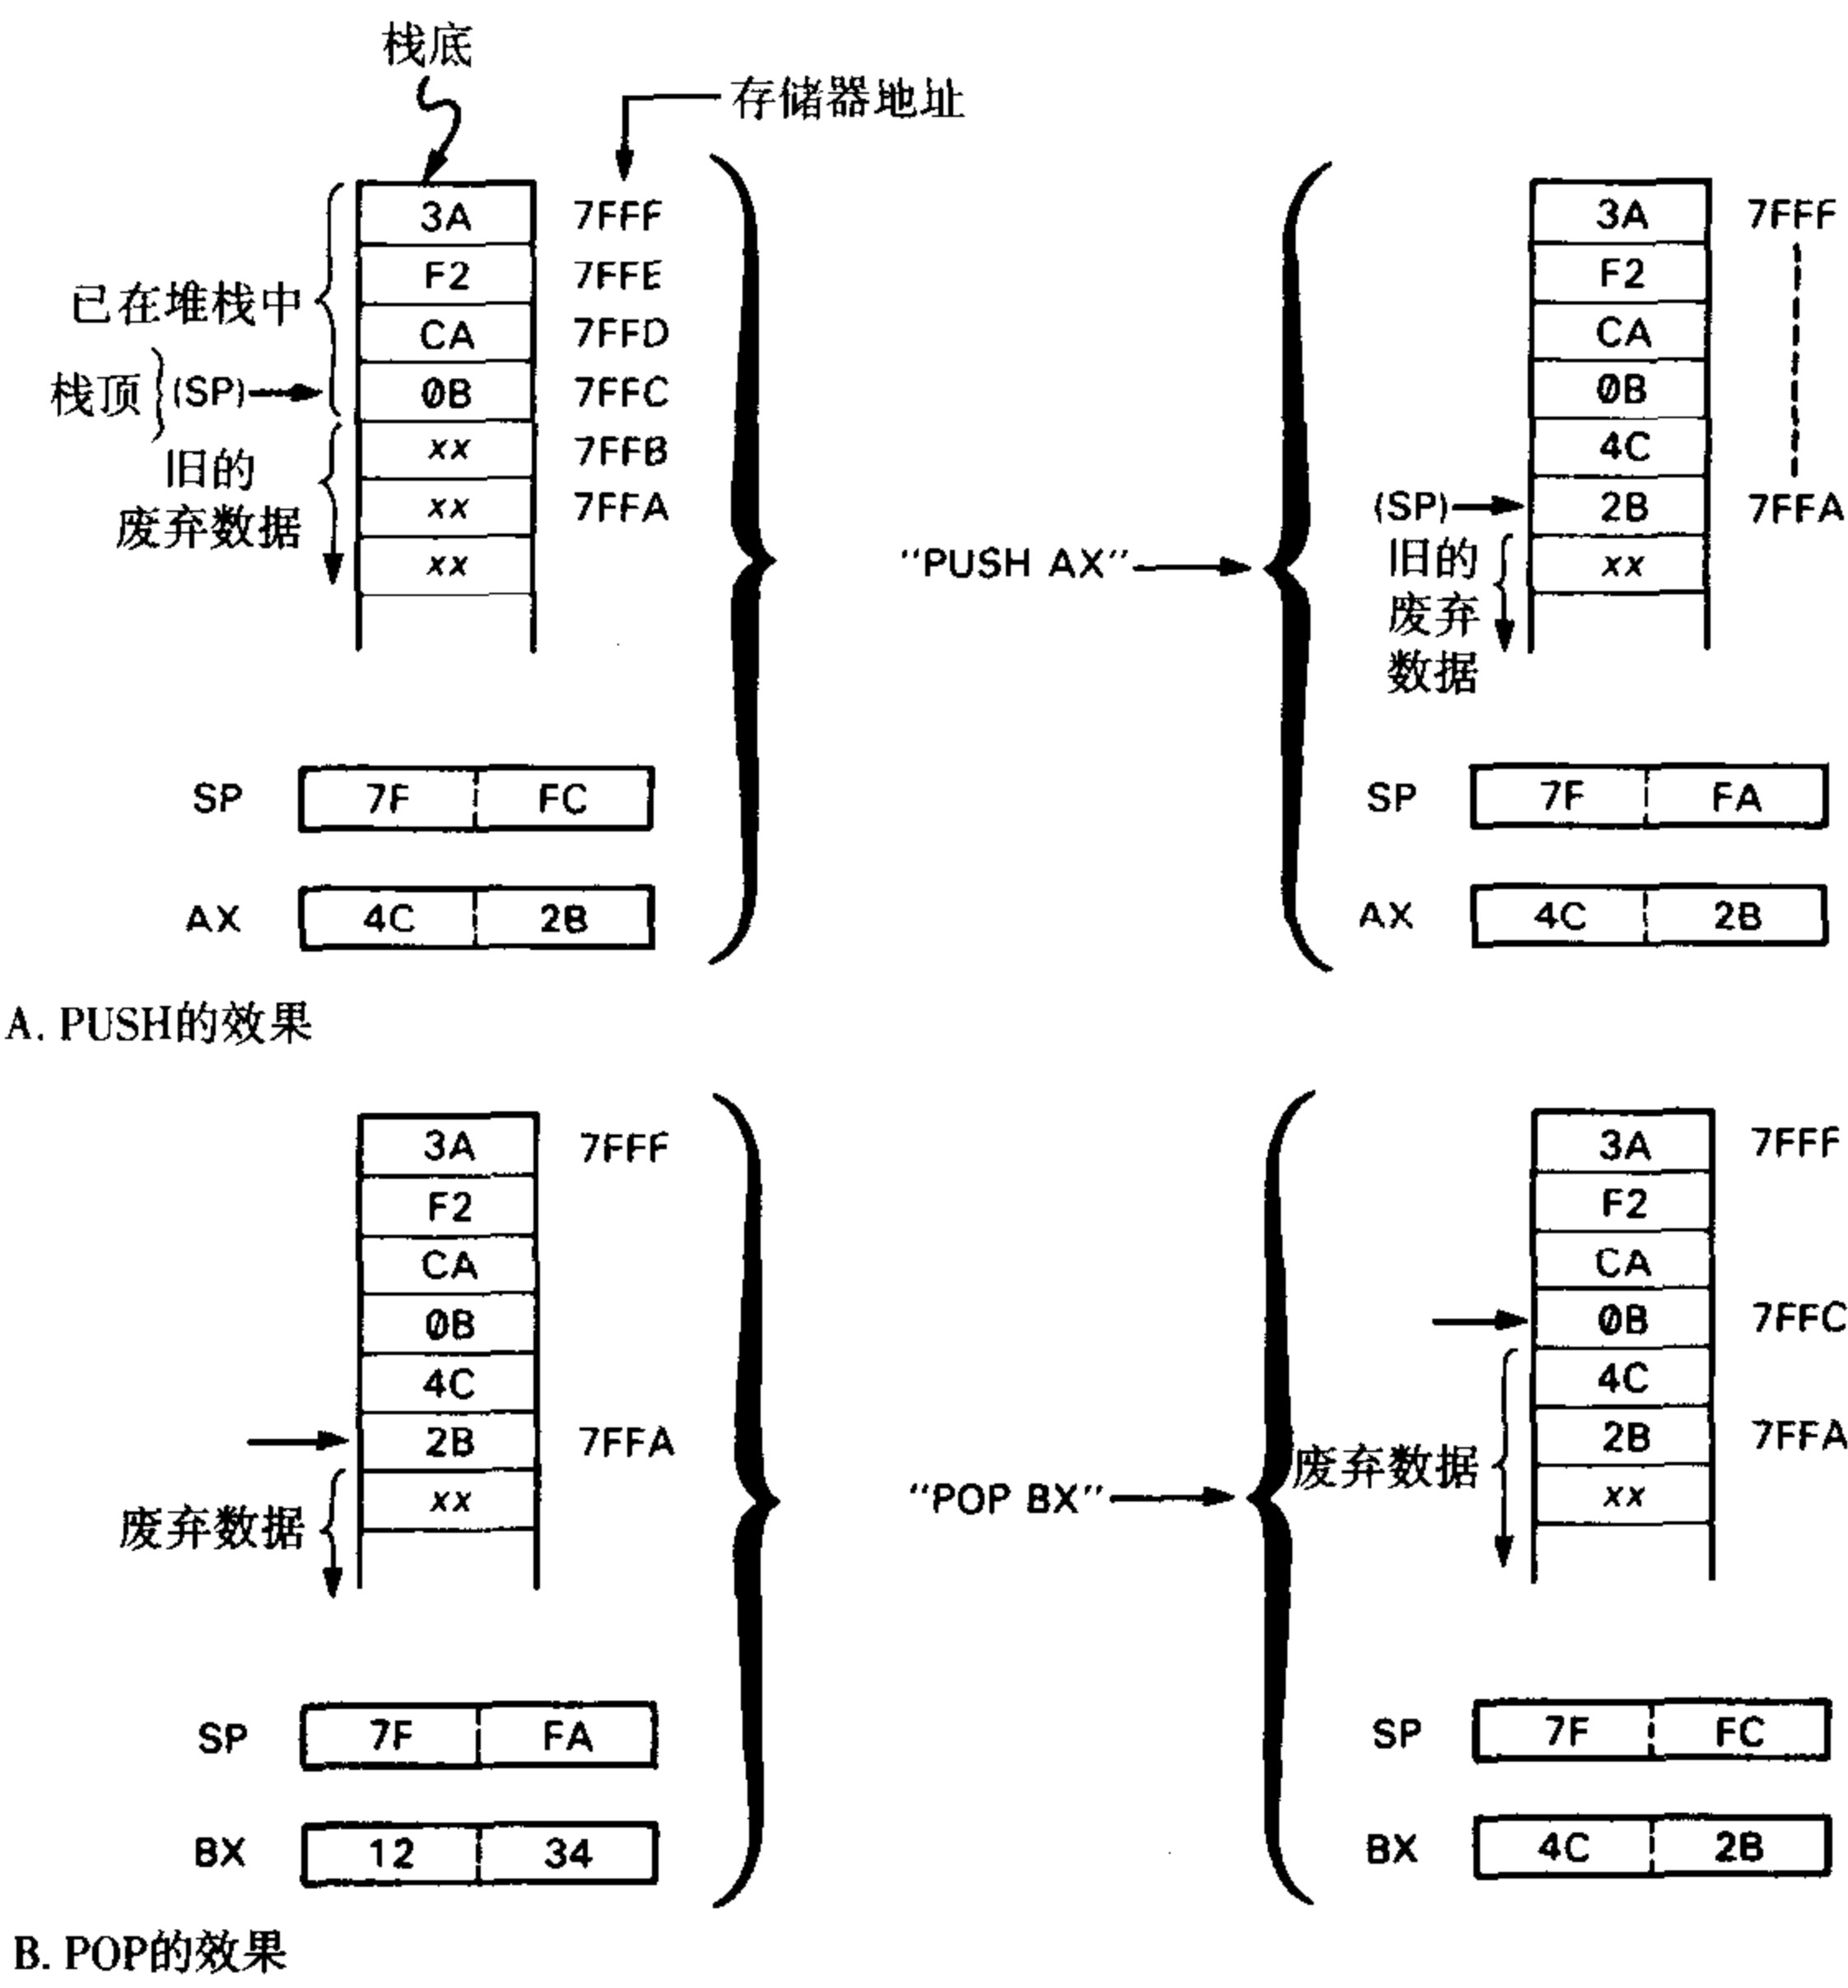 栈底
存储器地址
3A 7FFF
F2 7FFE
已在堆栈中
CA 7FFD
栈顶 (SP) 0B 7FFC
xx 7FFB
旧的
废弃数据
xx 7FFA
xx
SP 7F FC
AX 4C 2B
"PUSH AX"
3A 7FFF
F2
CA
0B
4C
(SP) 2B 7FFA
旧的
废弃
数据
xx
SP 7F FA
AX 4C 2B
A. PUSH的效果
3A 7FFF
F2
CA
0B
4C
2B 7FFA
xx
废弃数据
SP 7F FA
BX 12 34
"POP BX"
3A 7FFF
F2
CA
0B 7FFC
4C
2B 7FFA
废弃数据
xx
SP 7F FC
BX 4C 2B
B. POP的效果